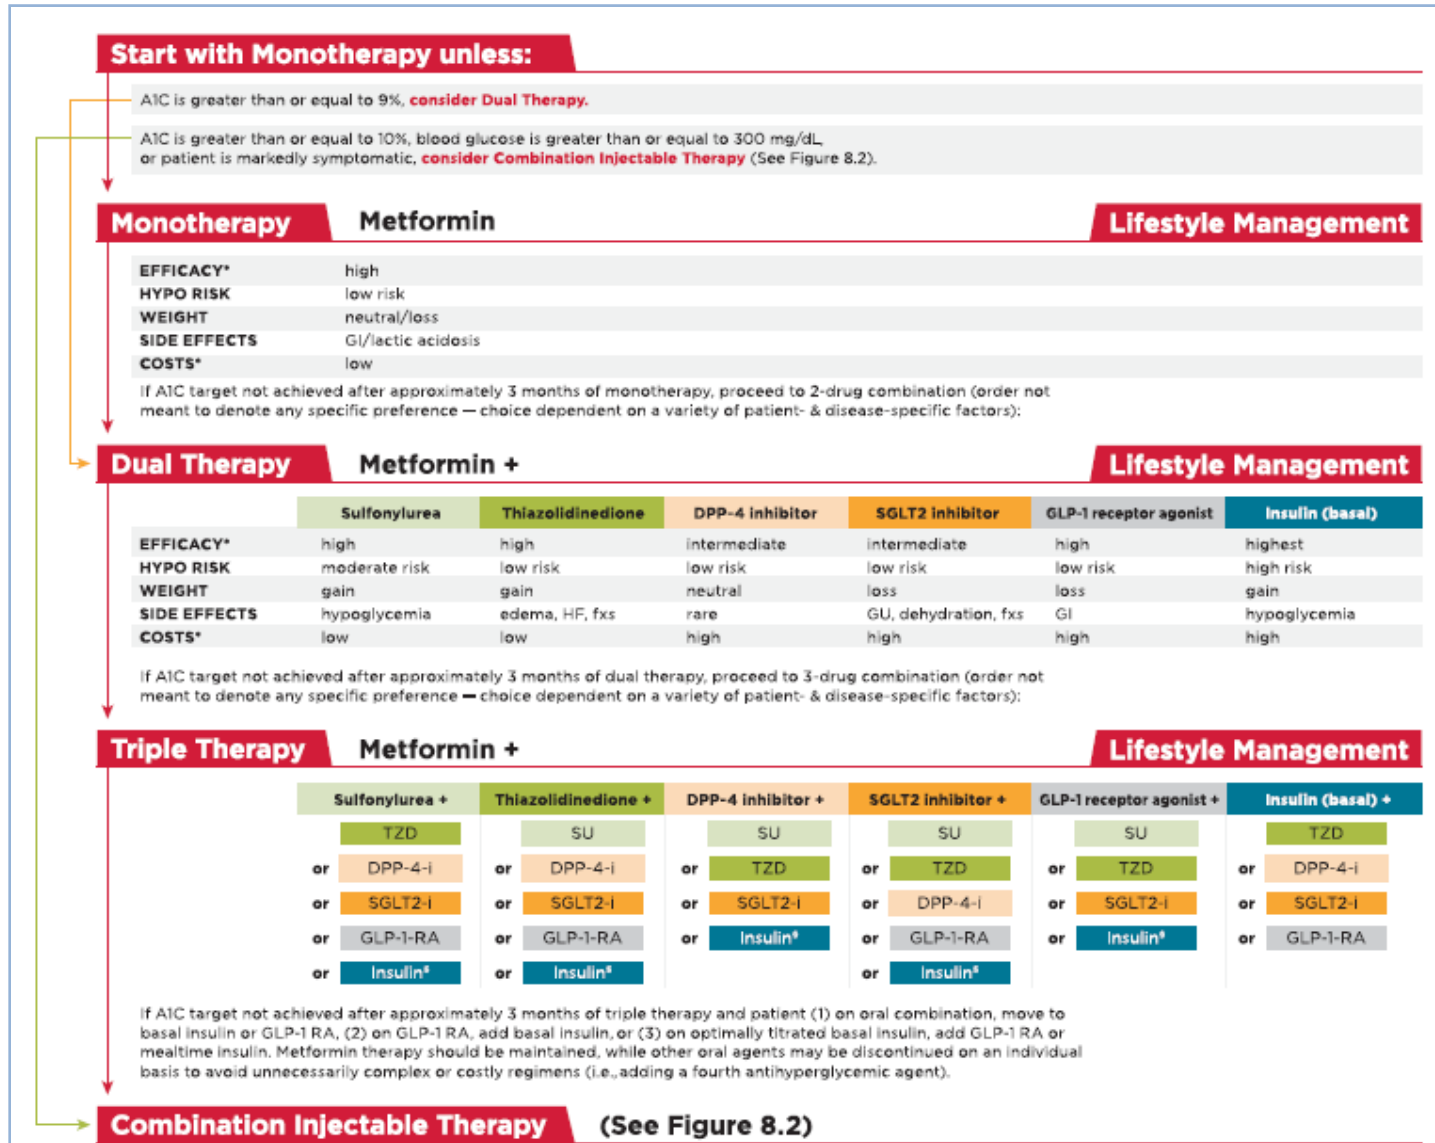 Start with Monotherapy unless:
A1C is greater than or equal to 9%, consider Dual Therapy.
A1C is greater than or equal to 10%, blood glucose is greater than or equal to 300 mg/dL,
or patient is markedly symptomatic, consider Combination Injectable Therapy (See Figure 8.2).
Monotherapy Metformin Lifestyle Management
EFFICACY* high
HYPO RISK low risk
WEIGHT neutral/loss
SIDE EFFECTS GI/lactic acidosis
COSTS* low
If A1C target not achieved after approximately 3 months of monotherapy, proceed to 2-drug combination (order not
meant to denote any specific preference — choice dependent on a variety of patient- & disease-specific factors):
Dual Therapy Metformin + Lifestyle Management
Sulfonylurea Thiazolidinedione DPP-4 inhibitor SGLT2 inhibitor GLP-1 receptor agonist Insulin (basal)
EFFICACY* high high intermediate intermediate high highest
HYPO RISK moderate risk low risk low risk low risk low risk high risk
WEIGHT gain gain neutral loss loss gain
SIDE EFFECTS hypoglycemia edema, HF, fxs rare GU, dehydration, fxs GI hypoglycemia
COSTS* low low high high high high
If A1C target not achieved after approximately 3 months of dual therapy, proceed to 3-drug combination (order not
meant to denote any specific preference — choice dependent on a variety of patient- & disease-specific factors):
Triple Therapy Metformin + Lifestyle Management
Sulfonylurea + Thiazolidinedione + DPP-4 inhibitor + SGLT2 inhibitor + GLP-1 receptor agonist + Insulin (basal) +
TZD SU SU SU SU TZD
or DPP-4-i or DPP-4-i or TZD or TZD or TZD or DPP-4-i
or SGLT2-i or SGLT2-i or SGLT2-i or DPP-4-i or SGLT2-i or SGLT2-i
or GLP-1-RA or GLP-1-RA or Insulin§ or GLP-1-RA or Insulin§ or GLP-1-RA
or Insulin§ or Insulin§ or Insulin§
If A1C target not achieved after approximately 3 months of triple therapy and patient (1) on oral combination, move to
basal insulin or GLP-1 RA, (2) on GLP-1 RA, add basal insulin, or (3) on optimally titrated basal insulin, add GLP-1 RA or
mealtime insulin. Metformin therapy should be maintained, while other oral agents may be discontinued on an individual
basis to avoid unnecessarily complex or costly regimens (i.e., adding a fourth antihyperglycemic agent).
Combination Injectable Therapy (See Figure 8.2)